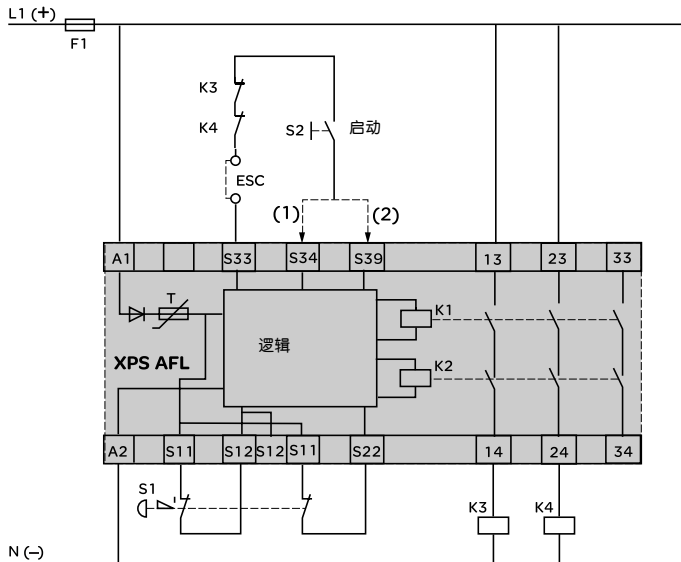 L1 (+)
F1
K3
K4
S2
启动
ESC
(1)
(2)
A1
S33
S34
S39
13
23
33
T
K1
逻辑
XPS AFL
K2
A2
S11
S12
S12
S11
S22
14
24
34
S1
K3
K4
N (–)